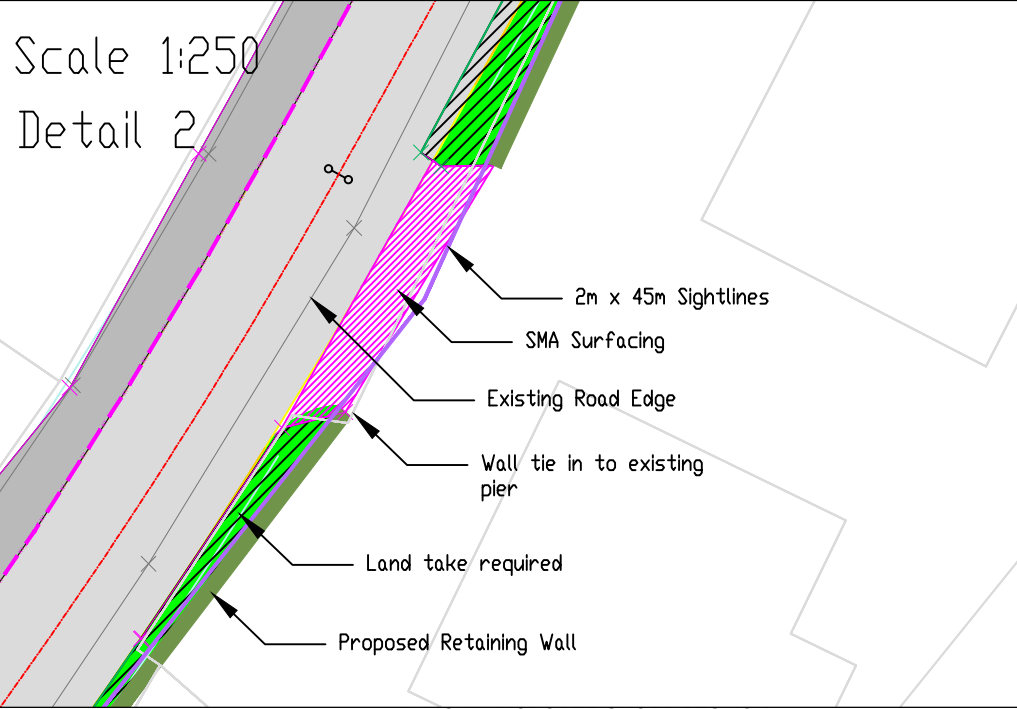 Scale 1:250
Detail 2
2m x 45m Sightlines
SMA Surfacing
Existing Road Edge
Wall tie in to existing
pier
Land take required
Proposed Retaining Wall